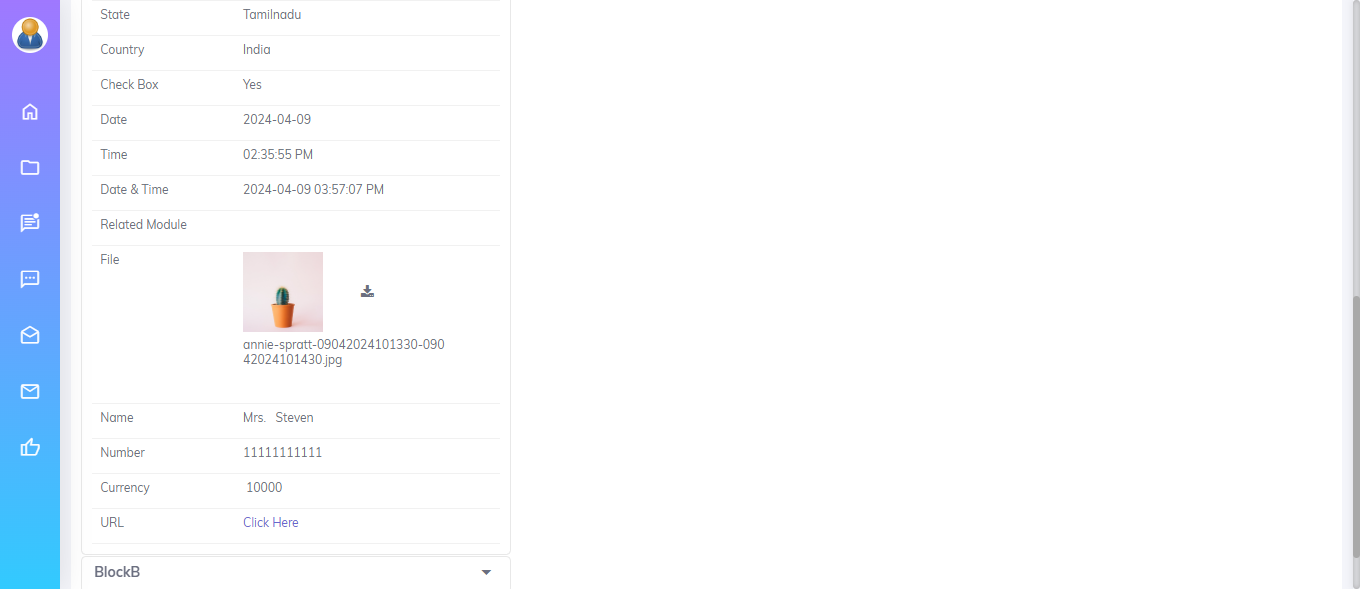 State Tamilnadu
Country India
Check Box Yes
Date 2024-04-09
Time 02:35:55 PM
Date & Time 2024-04-09 03:57:07 PM
Related Module
File
annie-spratt-09042024101330-090
42024101430.jpg
Name Mrs. Steven
Number 11111111111
Currency 10000
URL Click Here
BlockB